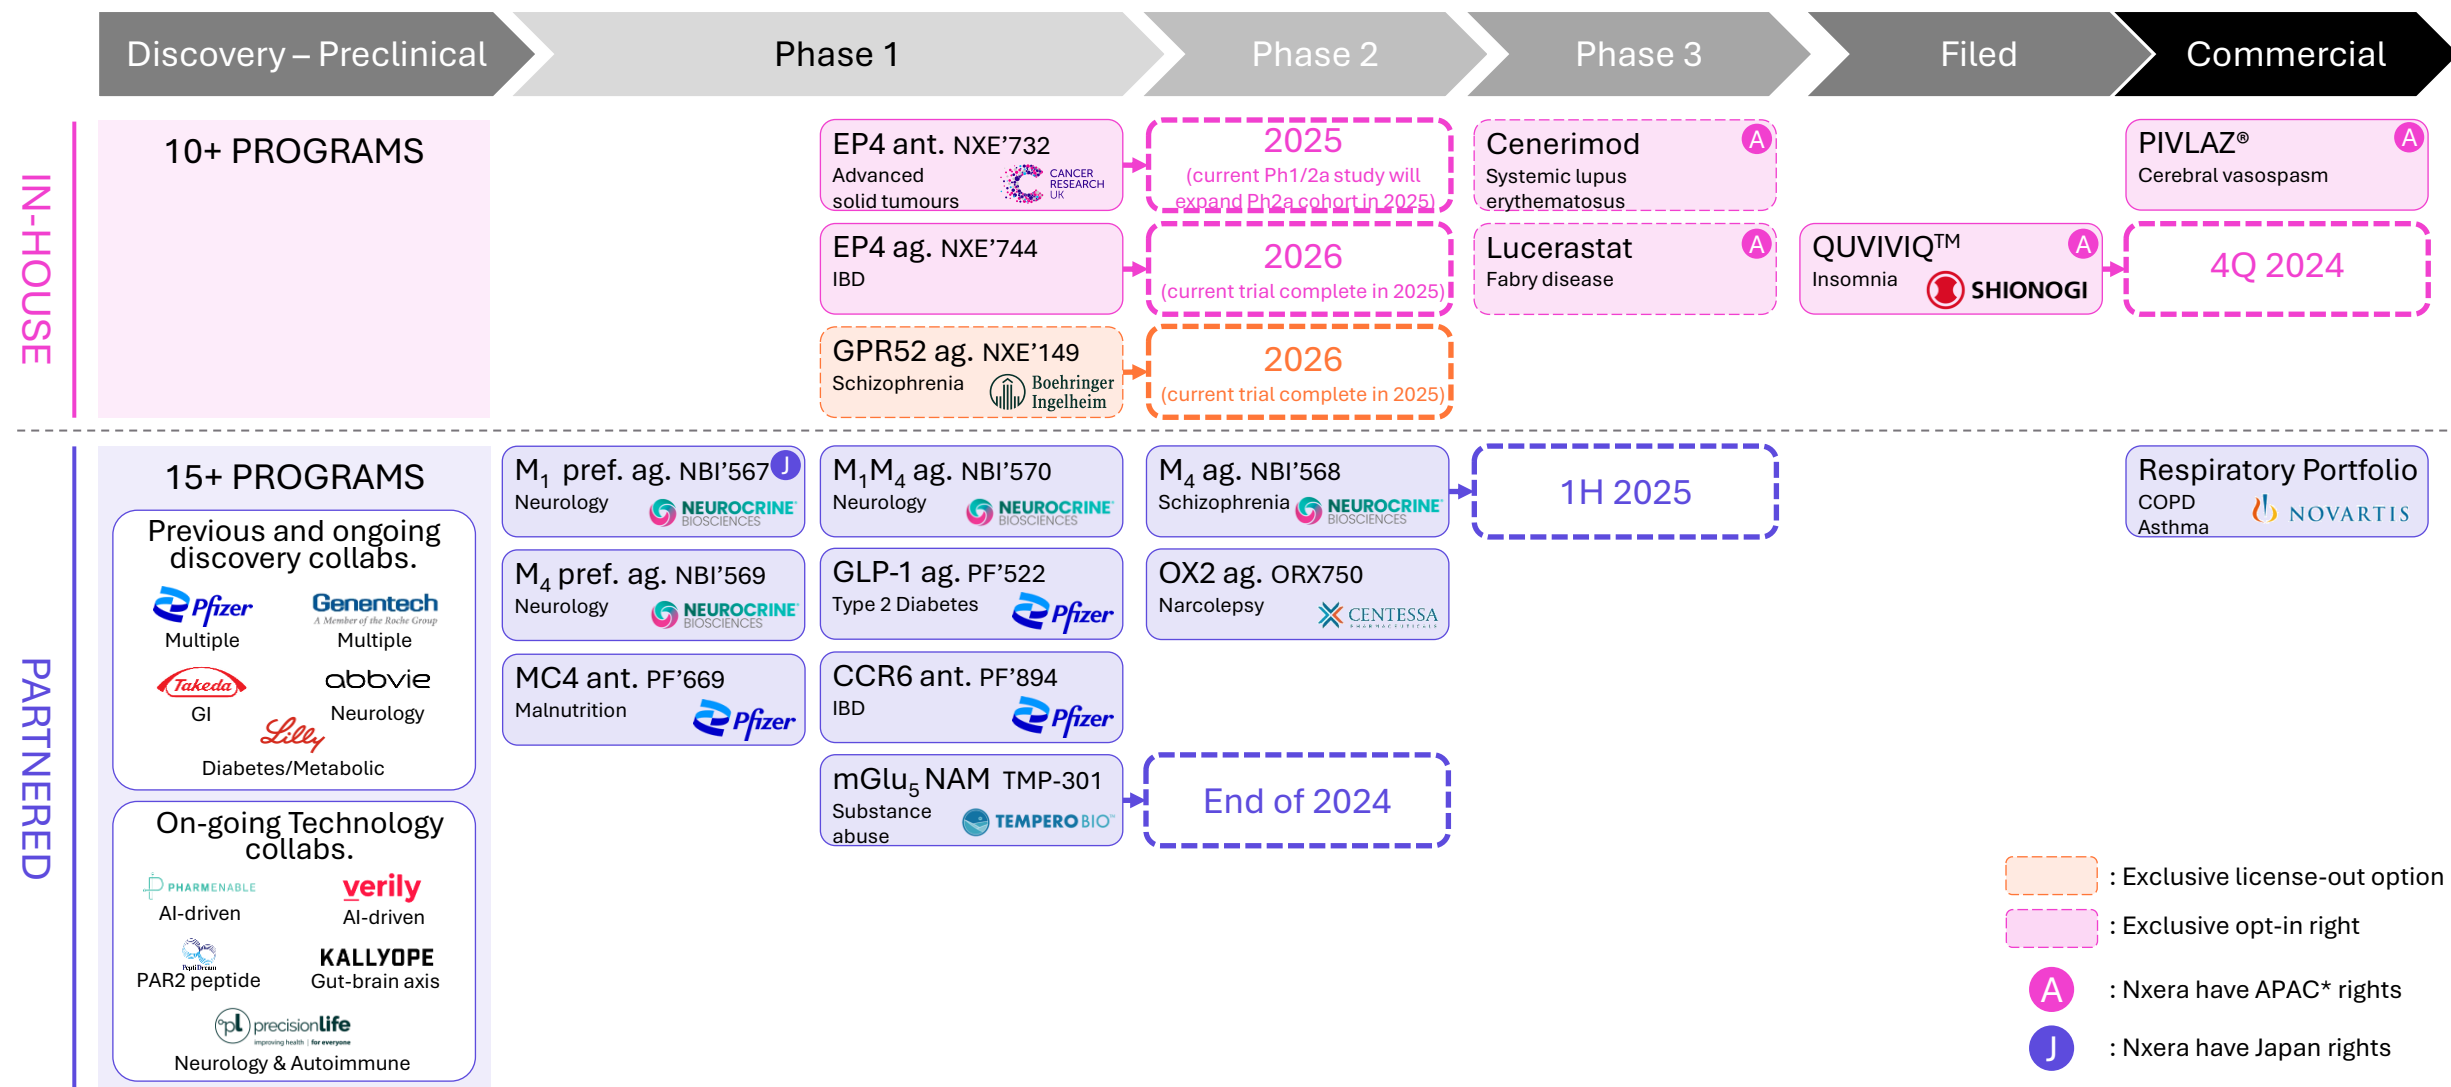 Discovery – Preclinical
Phase 1
Phase 2
Phase 3
Filed
Commercial
IN-HOUSE
10+ PROGRAMS
EP4 ant. NXE’732
Advanced
solid tumours
CANCER
RESEARCH
UK
2025
(current Ph1/2a study will
expand Ph2a cohort in 2025)
Cenerimod
A
Systemic lupus
erythematosus
PIVLAZ®
A
Cerebral vasospasm
EP4 ag. NXE’744
IBD
2026
(current trial complete in 2025)
Lucerastat
A
Fabry disease
QUVIVIQ™
A
Insomnia
SHIONOGI
4Q 2024
GPR52 ag. NXE’149
Schizophrenia
Boehringer
Ingelheim
2026
(current trial complete in 2025)
PARTNERED
15+ PROGRAMS
Previous and ongoing
discovery collabs.
Pfizer
Multiple
Genentech
A Member of the Roche Group
Multiple
Takeda
GI
abbvie
Neurology
Lilly
Diabetes/Metabolic
On-going Technology
collabs.
PHARMENABLE
AI-driven
verily
AI-driven
PeptiDream
PAR2 peptide
KALLYOPE
Gut-brain axis
pl precisionlife
improving health | for everyone
Neurology & Autoimmune
M₁ pref. ag. NBI’567
J
Neurology
NEUROCRINE
BIOSCIENCES
M₁M₄ ag. NBI’570
Neurology
NEUROCRINE
BIOSCIENCES
M₄ ag. NBI’568
Schizophrenia
NEUROCRINE
BIOSCIENCES
1H 2025
Respiratory Portfolio
COPD
Asthma
NOVARTIS
M₄ pref. ag. NBI’569
Neurology
NEUROCRINE
BIOSCIENCES
GLP-1 ag. PF’522
Type 2 Diabetes
Pfizer
OX2 ag. ORX750
Narcolepsy
CENTESSA
PHARMACEUTICALS
MC4 ant. PF’669
Malnutrition
Pfizer
CCR6 ant. PF’894
IBD
Pfizer
mGlu₅ NAM TMP-301
Substance
abuse
TEMPERO BIO™
End of 2024
: Exclusive license-out option
: Exclusive opt-in right
A : Nxera have APAC* rights
J : Nxera have Japan rights